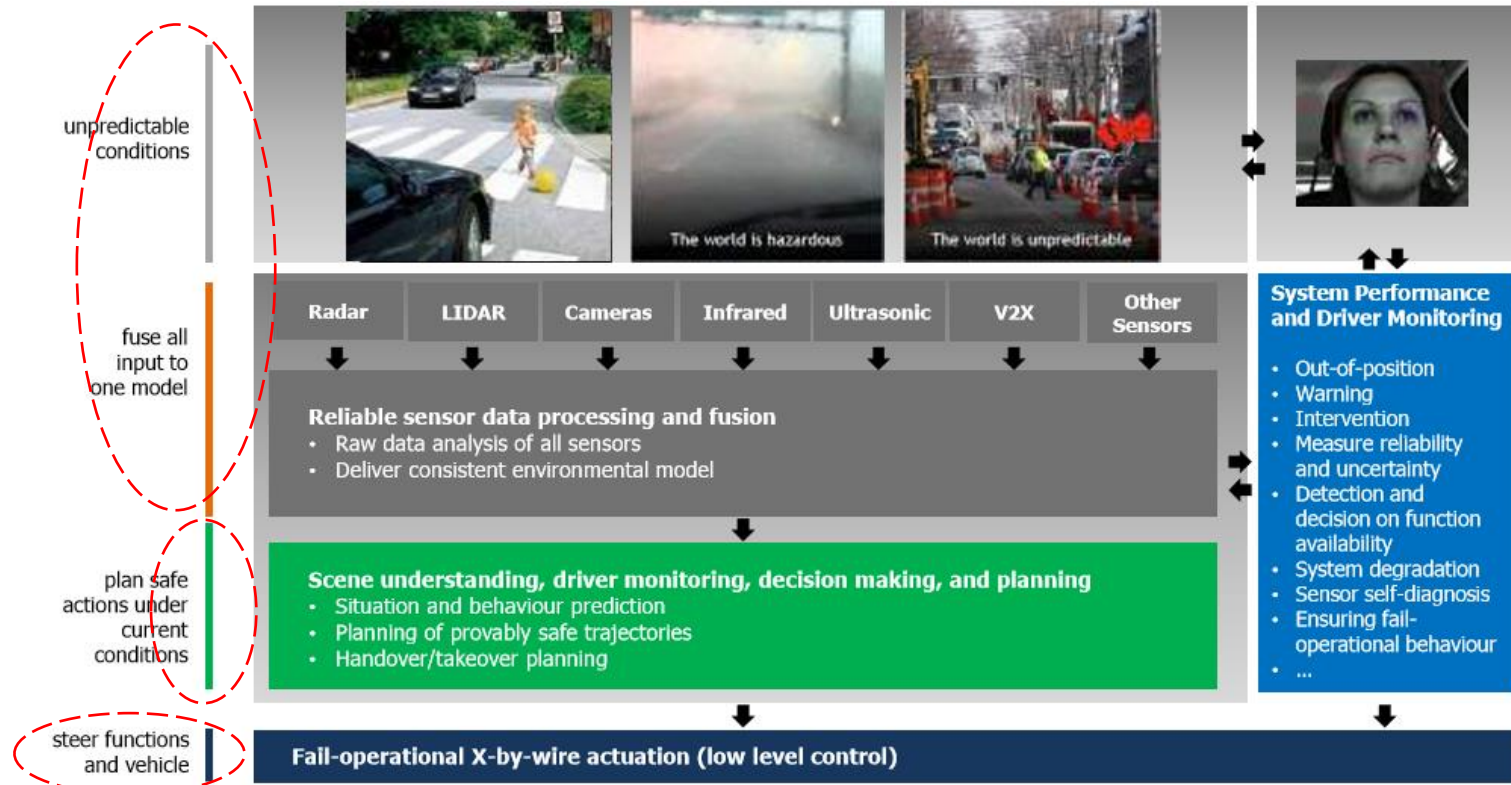 unpredictable
conditions
The world is hazardous
The world is unpredictable
fuse all
input to
one model
Radar
LIDAR
Cameras
Infrared
Ultrasonic
V2X
Other
Sensors
Reliable sensor data processing and fusion
• Raw data analysis of all sensors
• Deliver consistent environmental model
System Performance
and Driver Monitoring
• Out-of-position
• Warning
• Intervention
• Measure reliability
and uncertainty
• Detection and
decision on function
availability
• System degradation
• Sensor self-diagnosis
• Ensuring fail-
operational behaviour
• ...
plan safe
actions under
current
conditions
Scene understanding, driver monitoring, decision making, and planning
• Situation and behaviour prediction
• Planning of provably safe trajectories
• Handover/takeover planning
steer functions
and vehicle
Fail-operational X-by-wire actuation (low level control)